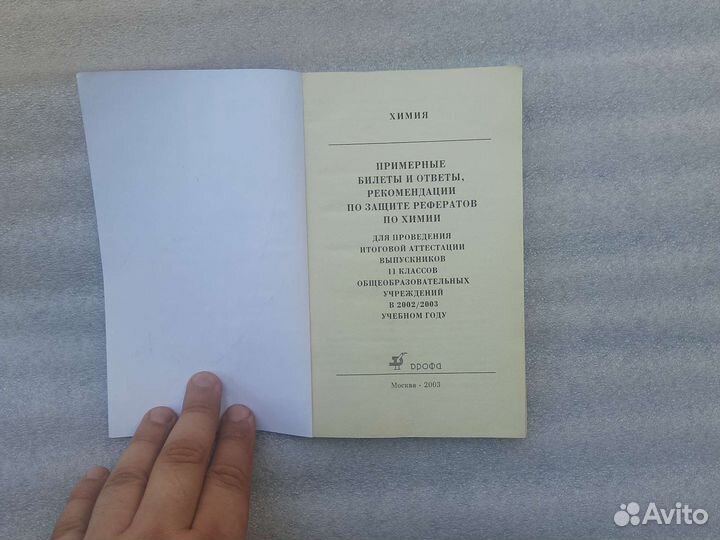 ХИМИЯ
ПРИМЕРНЫЕ
БИЛЕТЫ И ОТВЕТЫ,
РЕКОМЕНДАЦИИ
ПО ЗАЩИТЕ РЕФЕРАТОВ
ПО ХИМИИ
ДЛЯ ПРОВЕДЕНИЯ
ИТОГОВОЙ АТТЕСТАЦИИ
ВЫПУСКНИКОВ
11 КЛАССОВ
ОБЩЕОБРАЗОВАТЕЛЬНЫХ
УЧРЕЖДЕНИЙ
В 2002/2003
УЧЕБНОМ ГОДУ
дрофа
Москва · 2003
Avito